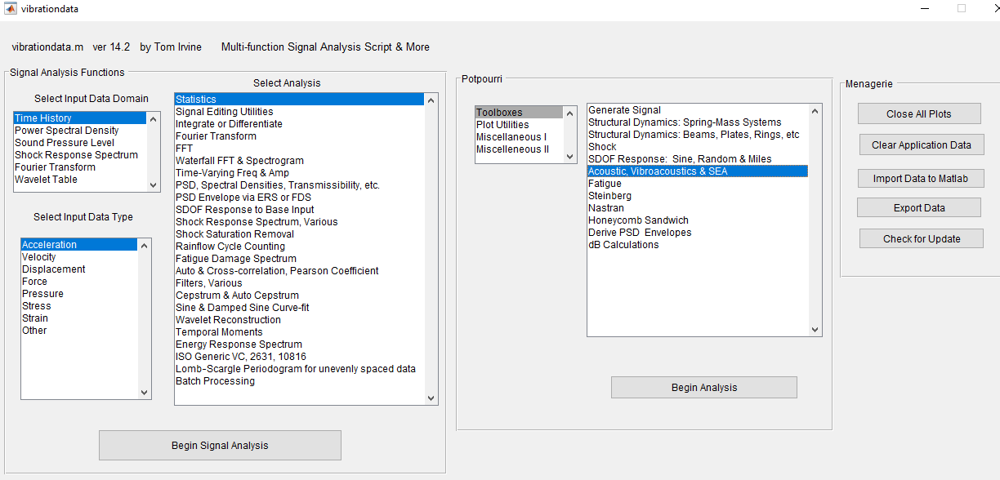 vibrationdata
vibrationdata.m ver 14.2 by Tom Irvine Multi-function Signal Analysis Script & More
Signal Analysis Functions
Select Input Data Domain
Time History
Power Spectral Density
Sound Pressure Level
Shock Response Spectrum
Fourier Transform
Wavelet Table
Select Input Data Type
Acceleration
Velocity
Displacement
Force
Pressure
Stress
Strain
Other
Select Analysis
Statistics
Signal Editing Utilities
Integrate or Differentiate
Fourier Transform
FFT
Waterfall FFT & Spectrogram
Time-Varying Freq & Amp
PSD, Spectral Densities, Transmissibility, etc.
PSD Envelope via ERS or FDS
SDOF Response to Base Input
Shock Response Spectrum, Various
Shock Saturation Removal
Rainflow Cycle Counting
Fatigue Damage Spectrum
Auto & Cross-correlation, Pearson Coefficient
Filters, Various
Cepstrum & Auto Cepstrum
Sine & Damped Sine Curve-fit
Wavelet Reconstruction
Temporal Moments
Energy Response Spectrum
ISO Generic VC, 2631, 10816
Lomb-Scargle Periodogram for unevenly spaced data
Batch Processing
Begin Signal Analysis
Potpourri
Toolboxes
Plot Utilities
Miscellaneous I
Miscelleneous II
Generate Signal
Structural Dynamics: Spring-Mass Systems
Structural Dynamics: Beams, Plates, Rings, etc
Shock
SDOF Response: Sine, Random & Miles
Acoustic, Vibroacoustics & SEA
Fatigue
Steinberg
Nastran
Honeycomb Sandwich
Derive PSD Envelopes
dB Calculations
Begin Analysis
Menagerie
Close All Plots
Clear Application Data
Import Data to Matlab
Export Data
Check for Update